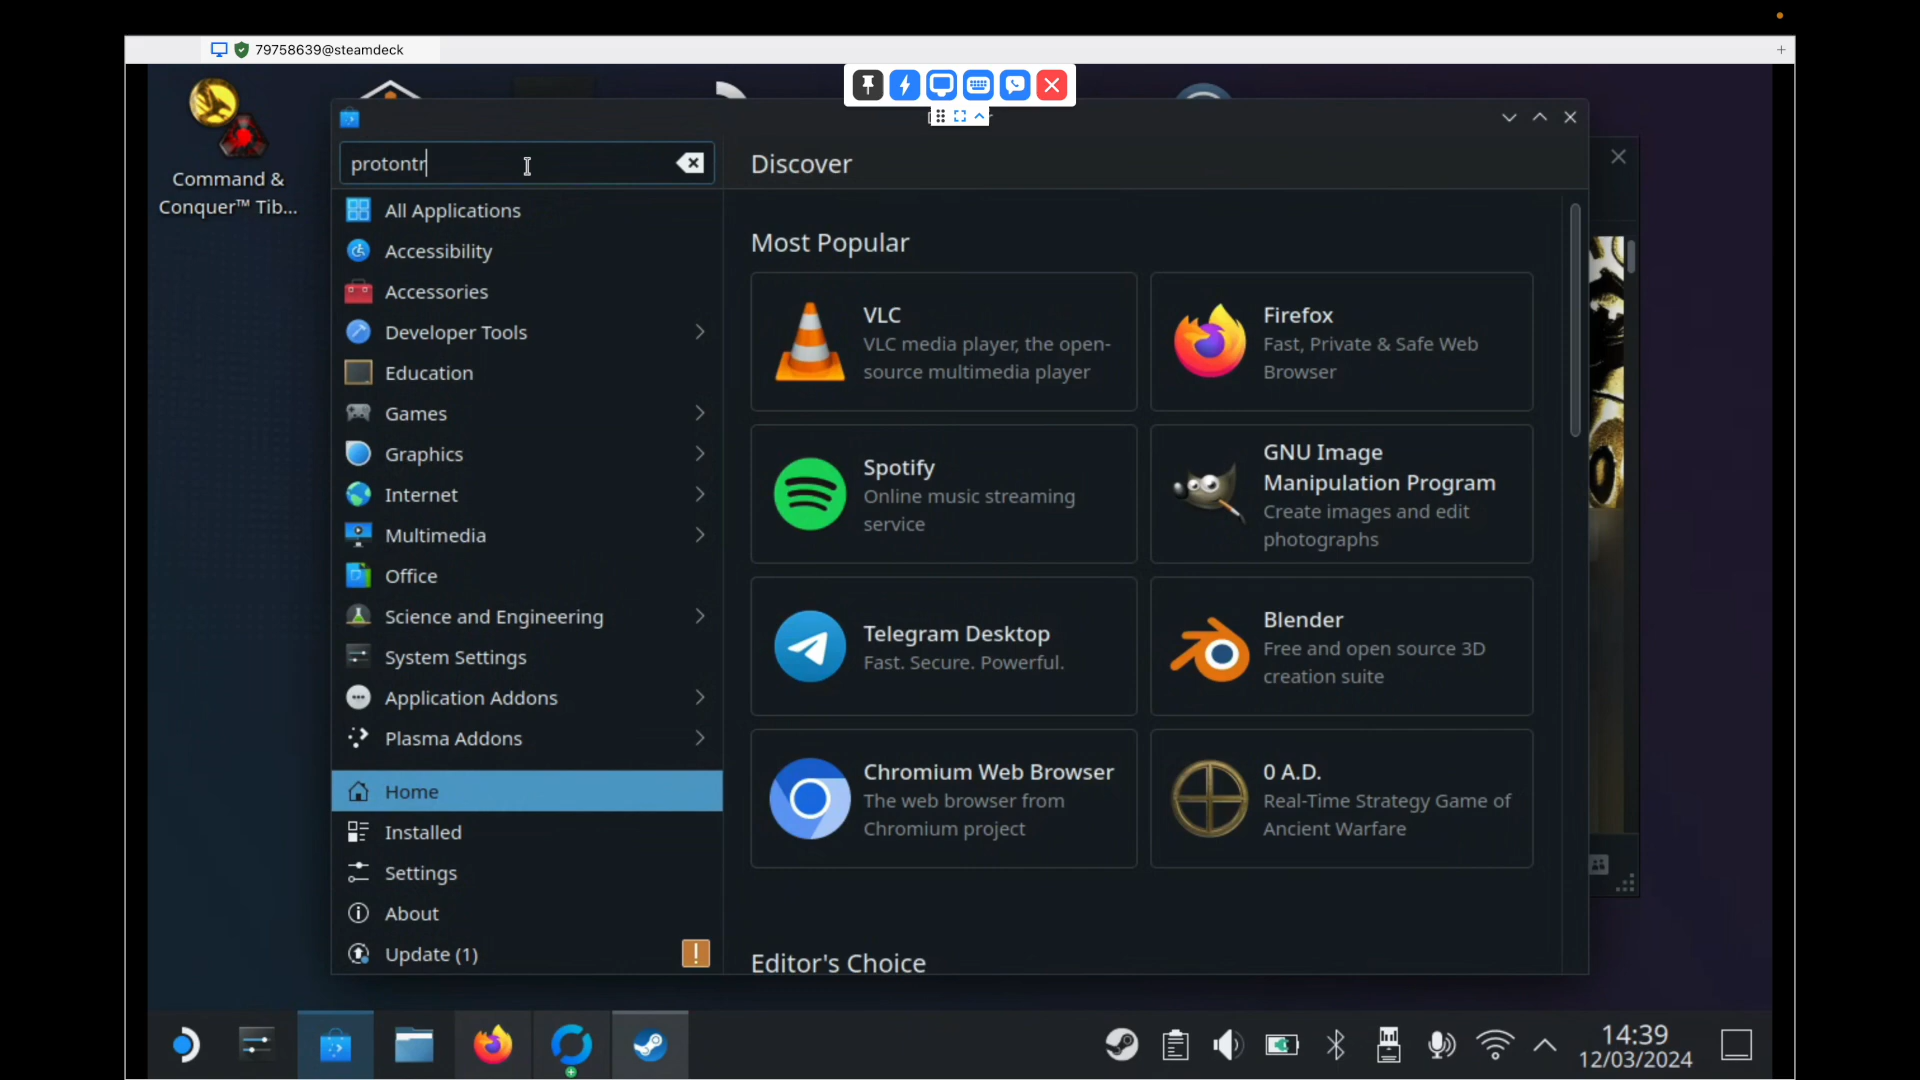 79758639@steamdeck
Command &
Conquer™ Tib...
protontr
Discover
All Applications
Accessibility
Accessories
Developer Tools
Education
Games
Graphics
Internet
Multimedia
Office
Science and Engineering
System Settings
Application Addons
Plasma Addons
Home
Installed
Settings
About
Update (1)
Most Popular
VLC
VLC media player, the open-
source multimedia player
Firefox
Fast, Private & Safe Web
Browser
Spotify
Online music streaming
service
GNU Image
Manipulation Program
Create images and edit
photographs
Telegram Desktop
Fast. Secure. Powerful.
Blender
Free and open source 3D
creation suite
Chromium Web Browser
The web browser from
Chromium project
0 A.D.
Real-Time Strategy Game of
Ancient Warfare
Editor's Choice
14:39
12/03/2024